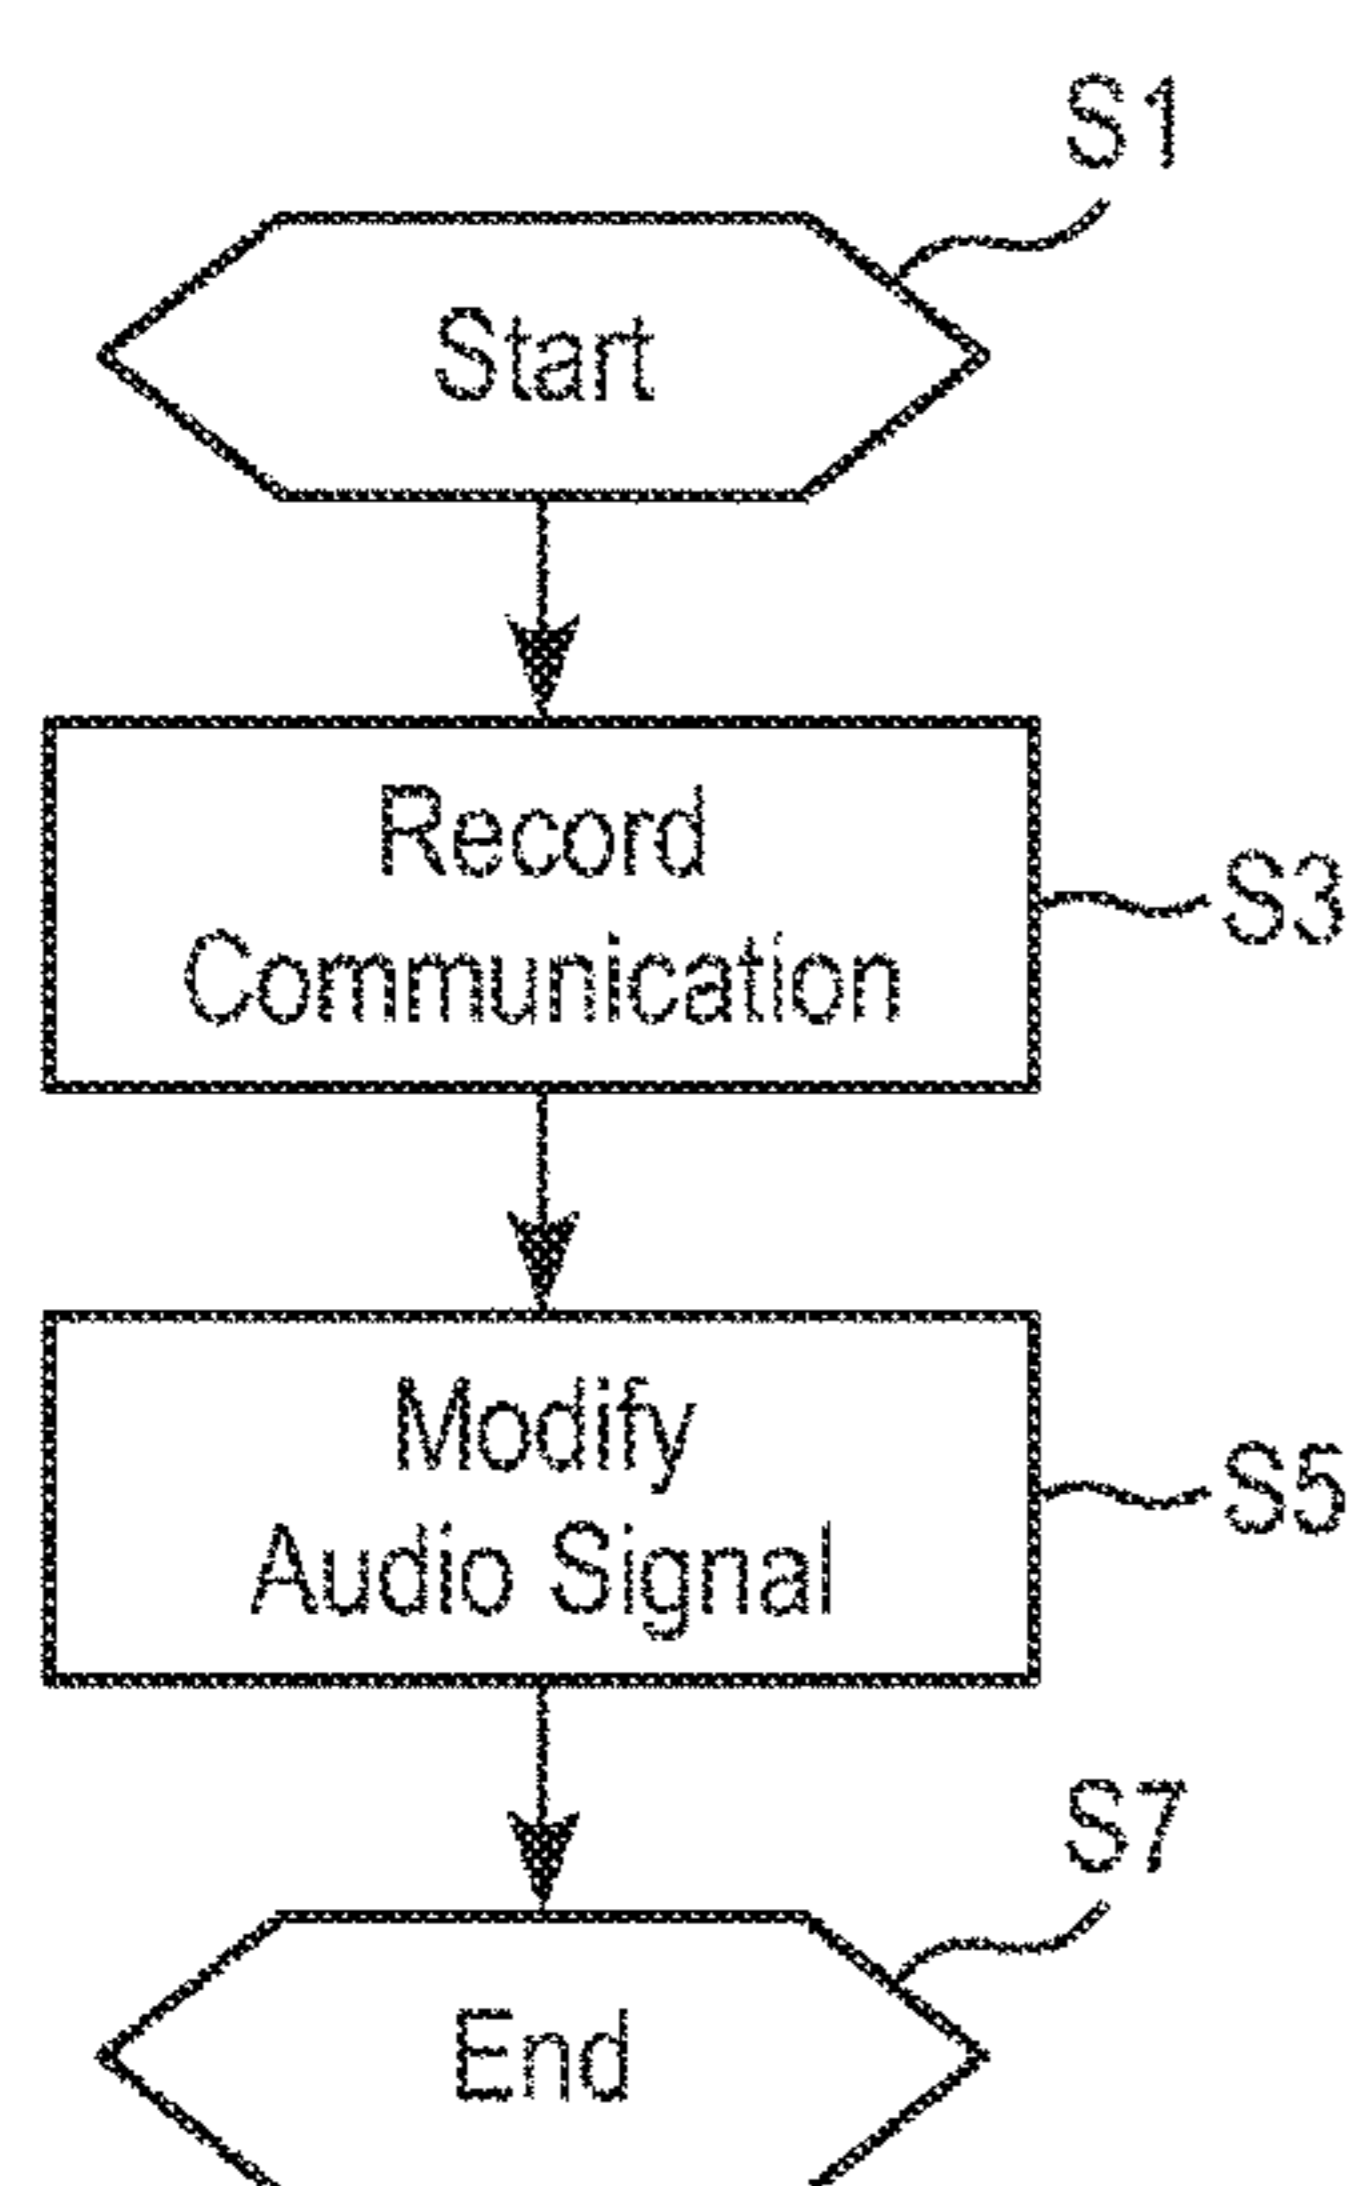 S1
Start
Record
Communication
S3
Modify
Audio Signal
S5
S7
End